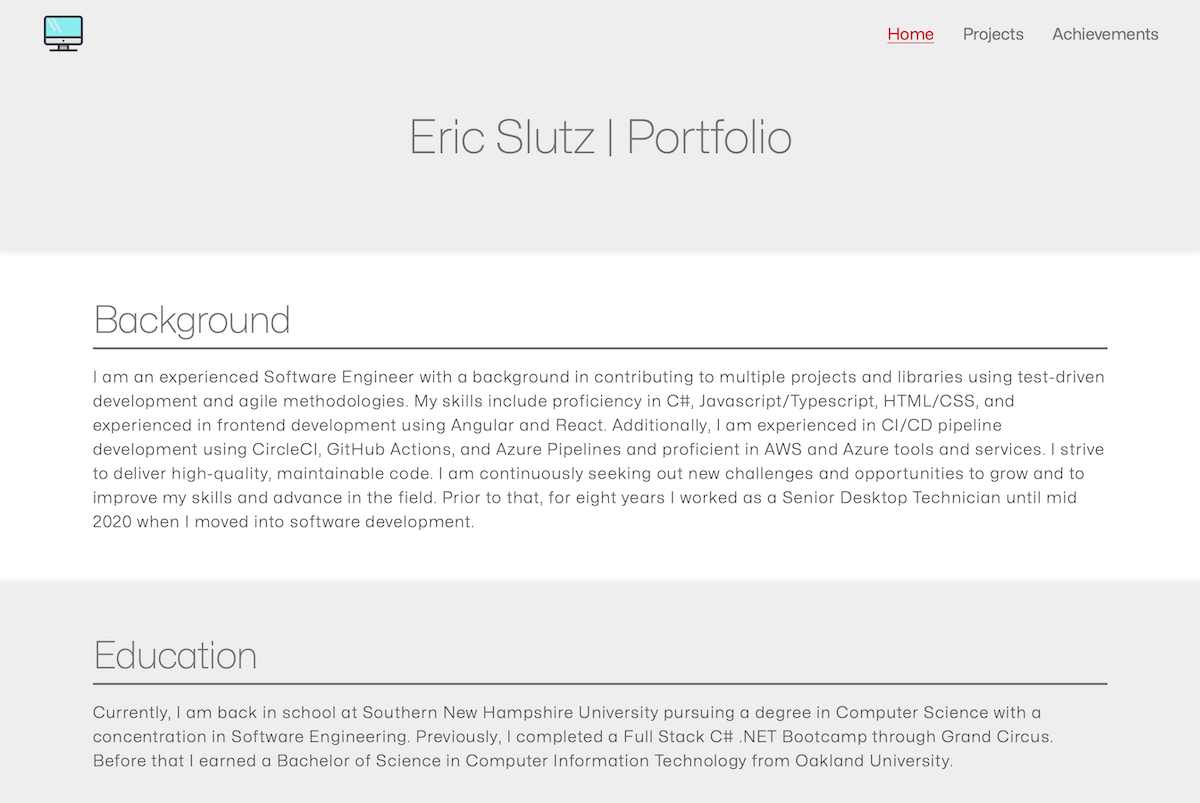 Home Projects Achievements
Eric Slutz | Portfolio
Background
I am an experienced Software Engineer with a background in contributing to multiple projects and libraries using test-driven
development and agile methodologies. My skills include proficiency in C#, Javascript/Typescript, HTML/CSS, and
experienced in frontend development using Angular and React. Additionally, I am experienced in CI/CD pipeline
development using CircleCI, GitHub Actions, and Azure Pipelines and proficient in AWS and Azure tools and services. I strive
to deliver high-quality, maintainable code. I am continuously seeking out new challenges and opportunities to grow and to
improve my skills and advance in the field. Prior to that, for eight years I worked as a Senior Desktop Technician until mid
2020 when I moved into software development.
Education
Currently, I am back in school at Southern New Hampshire University pursuing a degree in Computer Science with a
concentration in Software Engineering. Previously, I completed a Full Stack C# .NET Bootcamp through Grand Circus.
Before that I earned a Bachelor of Science in Computer Information Technology from Oakland University.